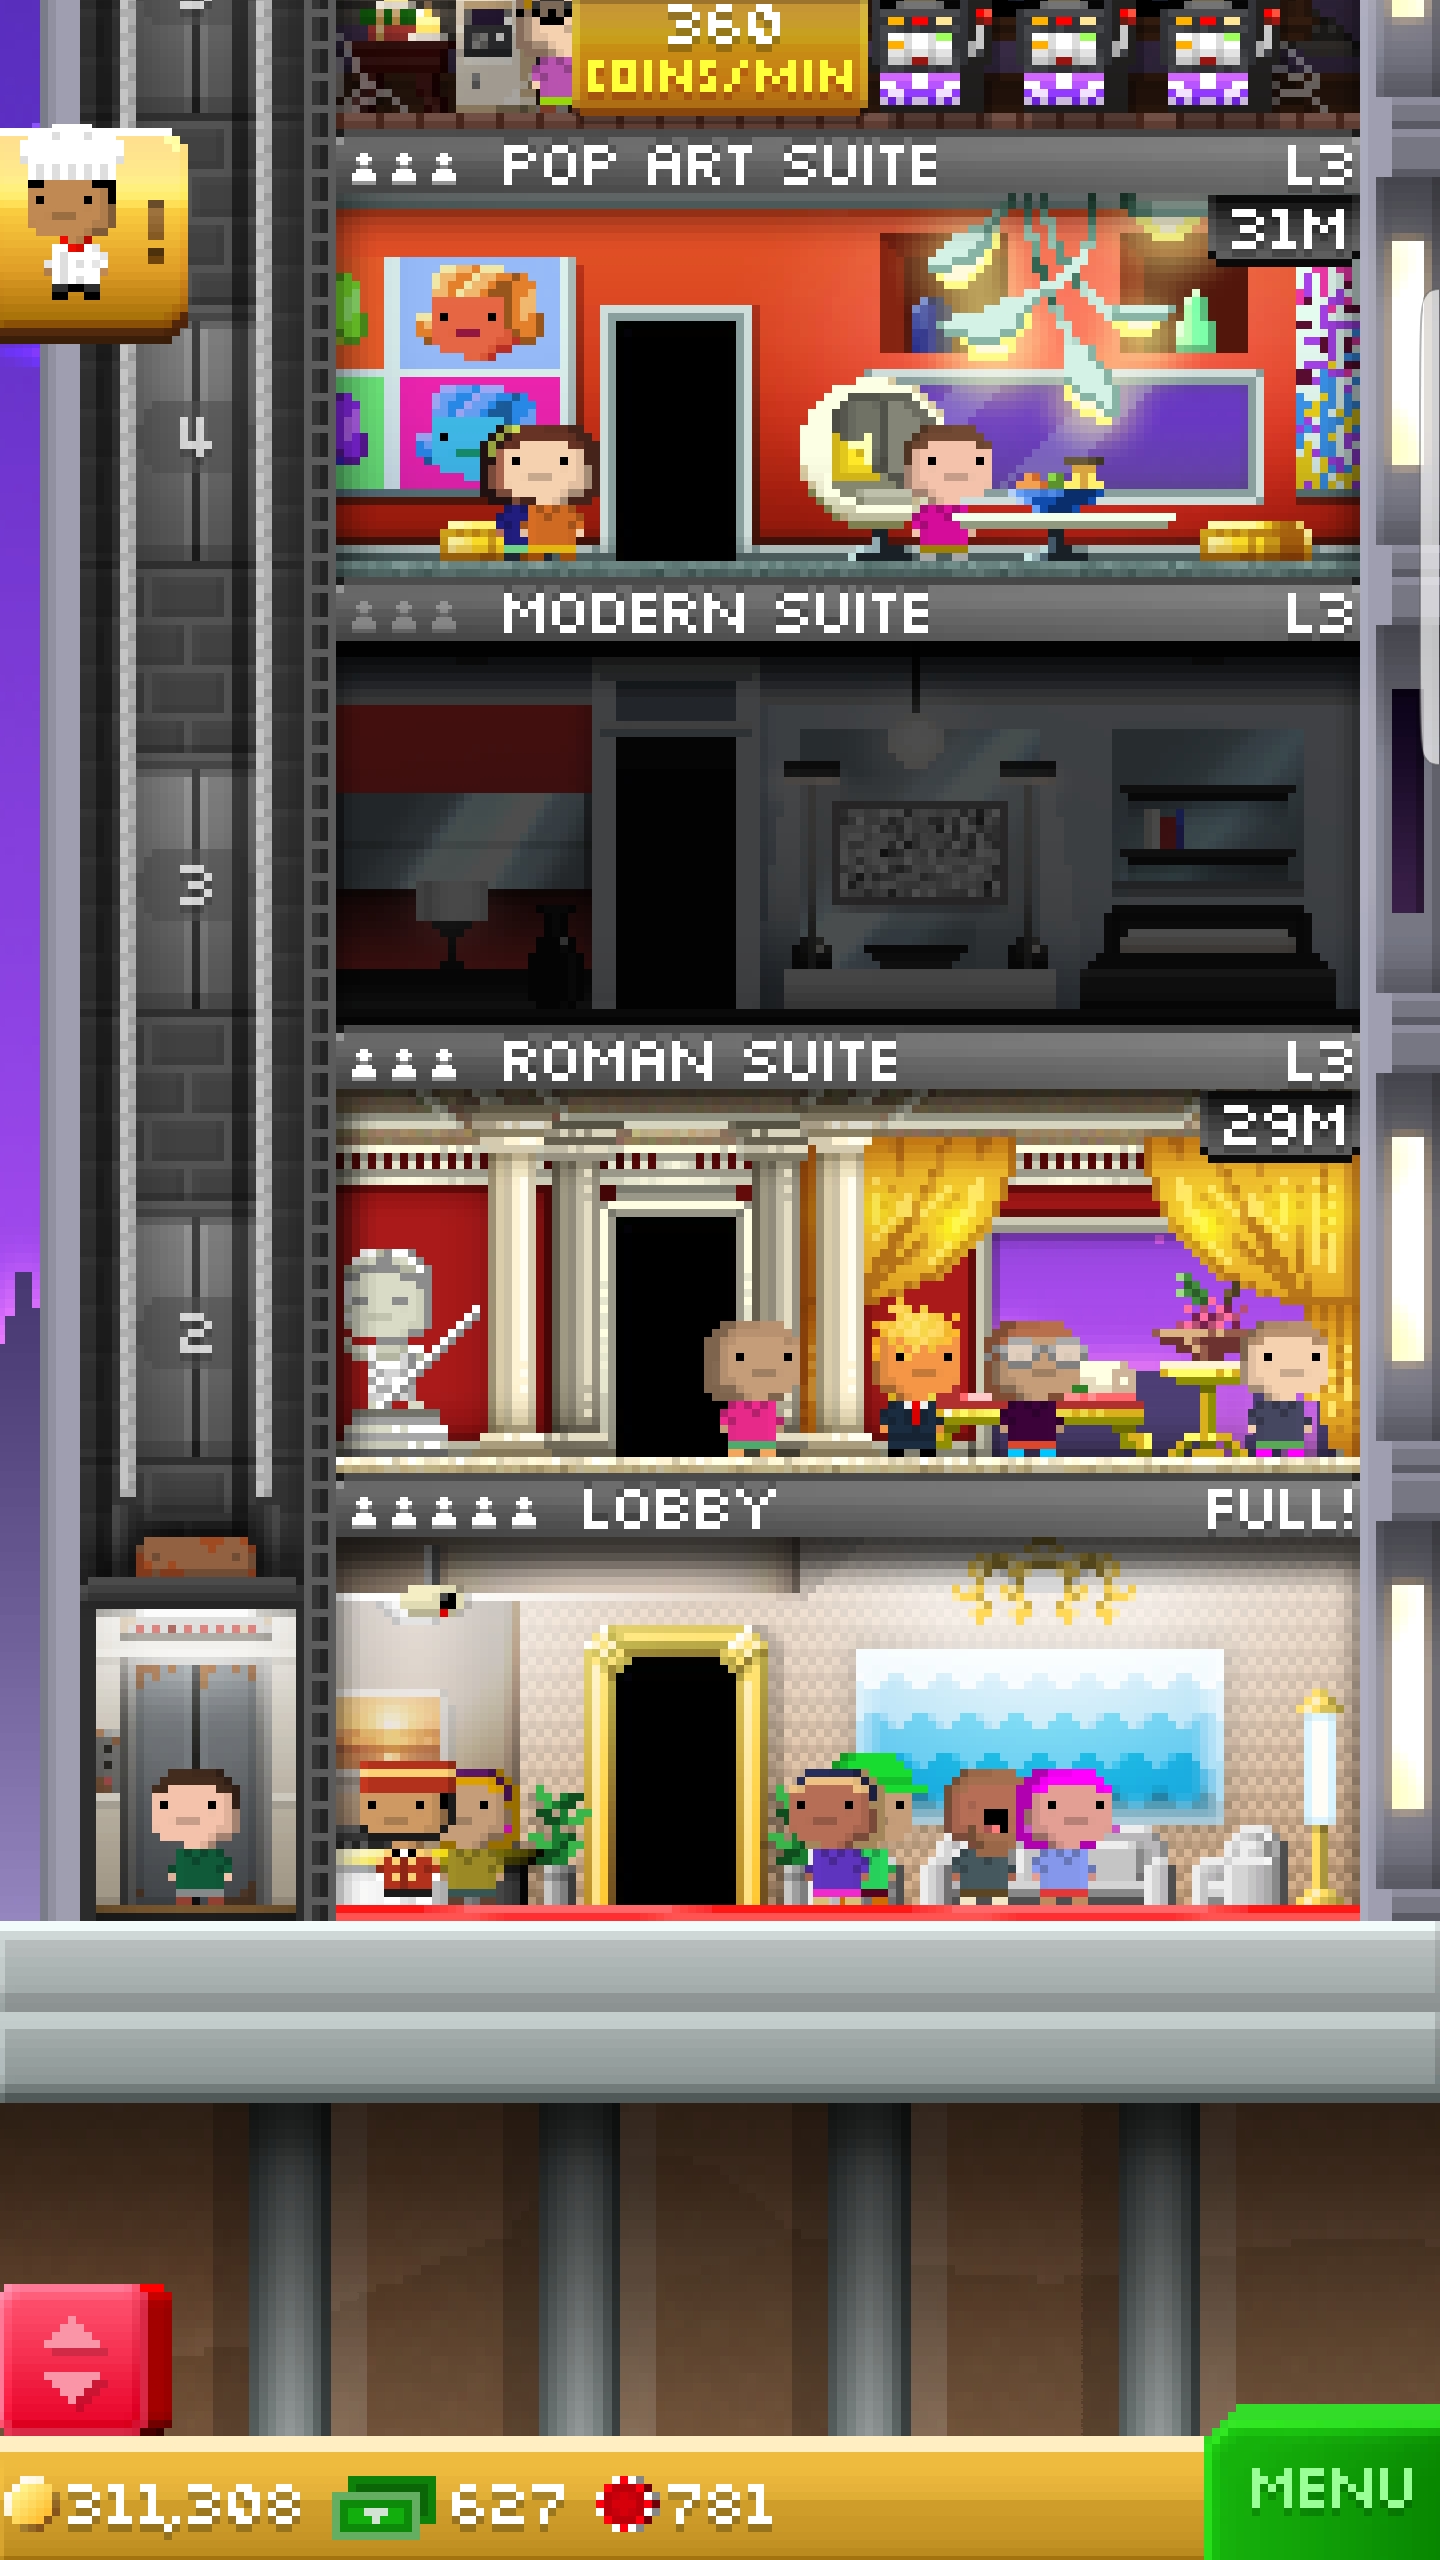 360
COINS/MIN
POP ART SUITE L3
31M
!
4
MODERN SUITE L3
3
ROMAN SUITE L3
29M
2
LOBBY FULL!
MENU
311,308 627 781